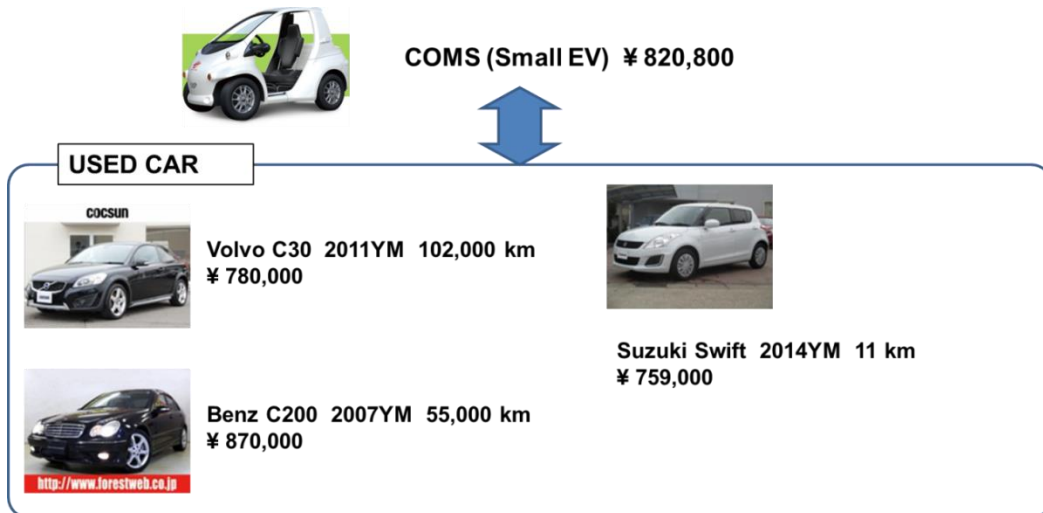 COMS (Small EV) ¥ 820,800
USED CAR
cocsun
Volvo C30 2011YM 102,000 km
¥ 780,000
Suzuki Swift 2014YM 11 km
¥ 759,000
Benz C200 2007YM 55,000 km
¥ 870,000
http://www.forestweb.co.jp